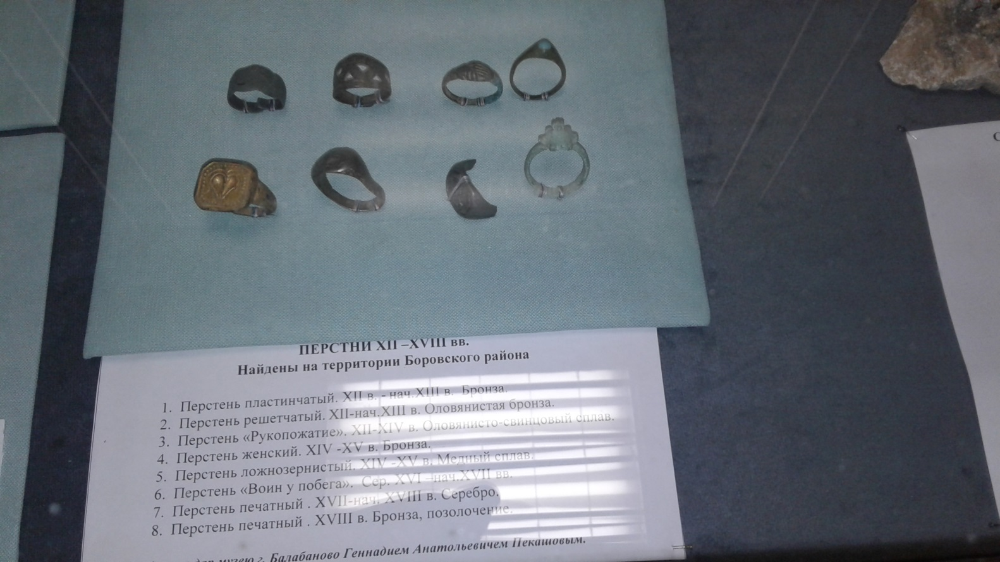 ПЕРСТНИ XII –XVIII вв.
Найдены на территории Боровского района
1. Перстень пластинчатый. XII в. - нач.XIII в. Бронза.
2. Перстень решетчатый. XII-нач.XIII в. Оловянистая бронза.
3. Перстень «Рукопожатие». XII-XIV в. Оловянисто-свинцовый сплав.
4. Перстень женский. XIV -XV в. Бронза.
5. Перстень ложнозернистый. XIV -XV в. Медный сплав.
6. Перстень «Воин у побега». Сер. XVI –нач.XVII вв.
7. Перстень печатный . XVII-нач. XVIII в. Серебро.
8. Перстень печатный . XVIII в. Бронза, позолочение.
музею г. Балабаново Геннадием Анатольевичем Пекашовым.